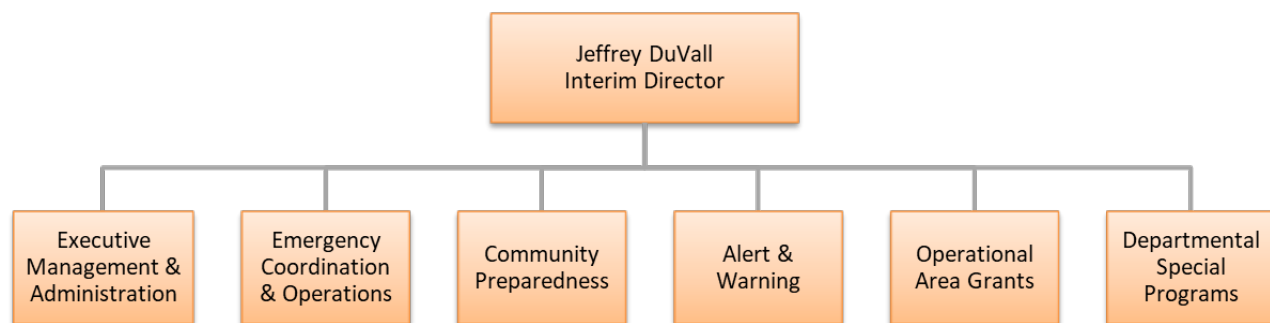 Jeffrey DuVall
Interim Director
Executive
Management &
Administration
Emergency
Coordination
& Operations
Community
Preparedness
Alert &
Warning
Operational
Area Grants
Departmental
Special
Programs